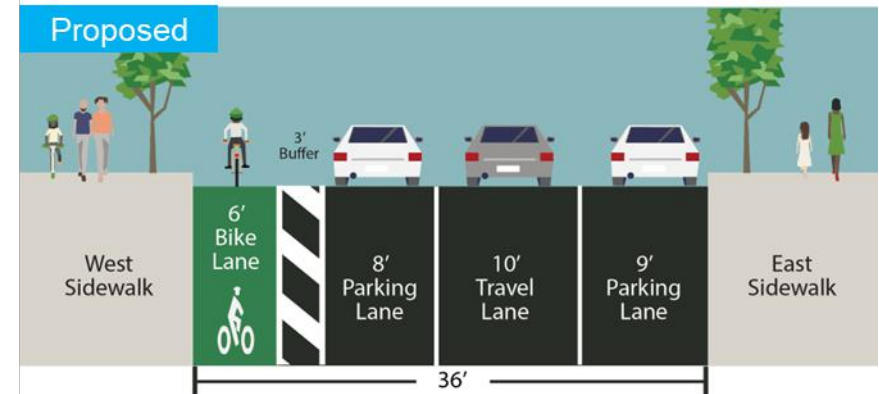 Proposed
3’
Buffer
6’
Bike
Lane
8’
Parking
Lane
10’
Travel
Lane
9’
Parking
Lane
West
Sidewalk
East
Sidewalk
36’